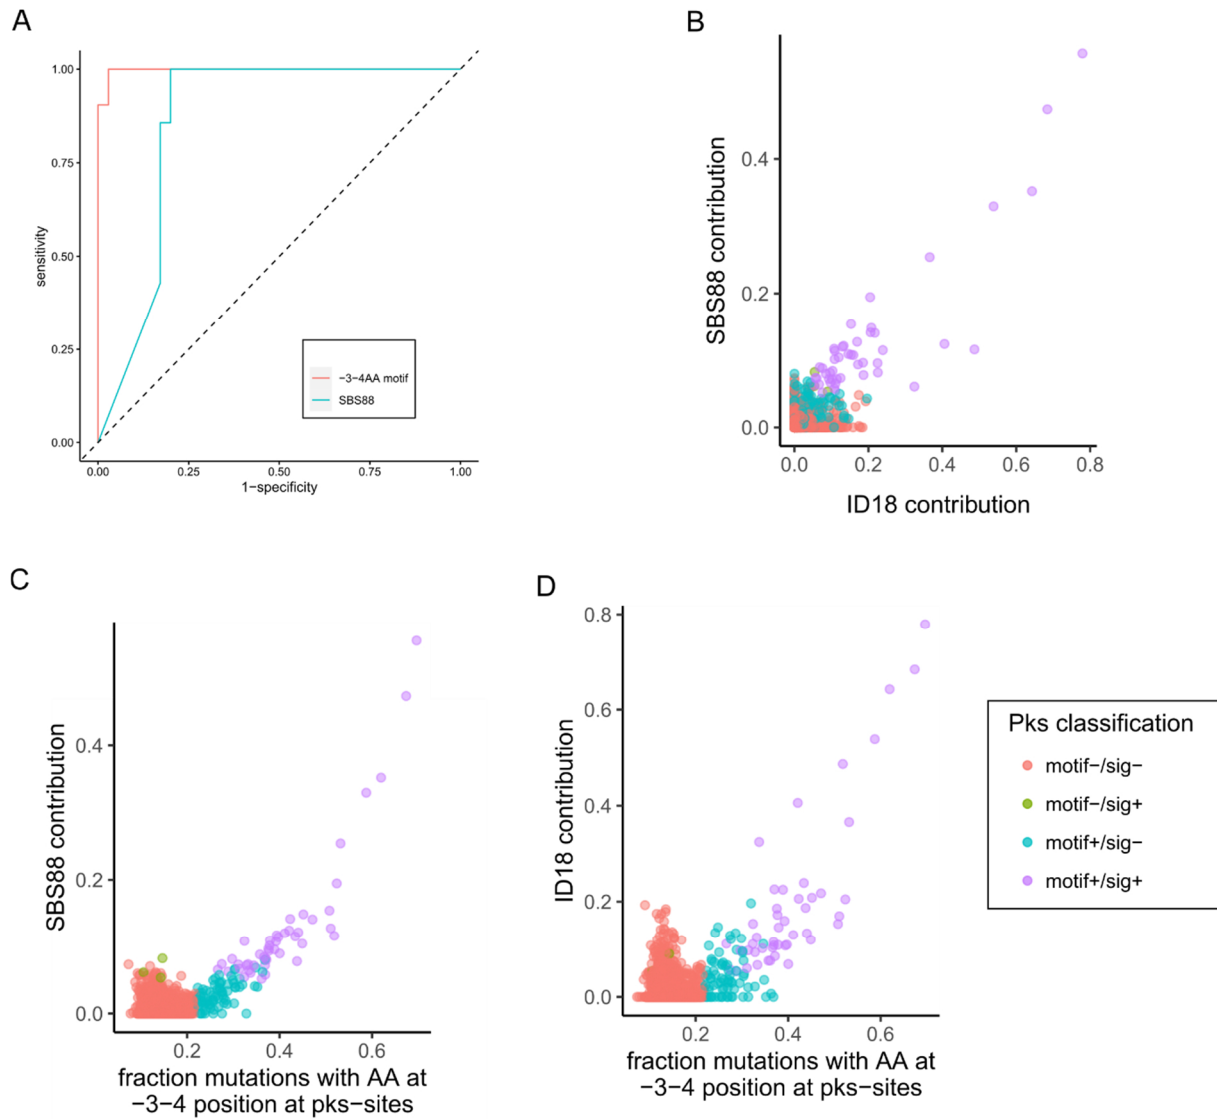 A
1.00
0.75
0.50
0.25
0.00
sensitivity
0.00
0.25
0.50
0.75
1.00
1−specificity
−3−4AA motif
SBS88
B
SBS88 contribution
0.4
0.2
0.0
0.0
0.2
0.4
0.6
0.8
ID18 contribution
C
SBS88 contribution
0.4
0.2
0.0
0.2
0.4
0.6
fraction mutations with AA at
−3−4 position at pks−sites
D
ID18 contribution
0.8
0.6
0.4
0.2
0.0
0.2
0.4
0.6
fraction mutations with AA at
−3−4 position at pks−sites
Pks classification
motif−/sig−
motif−/sig+
motif+/sig−
motif+/sig+